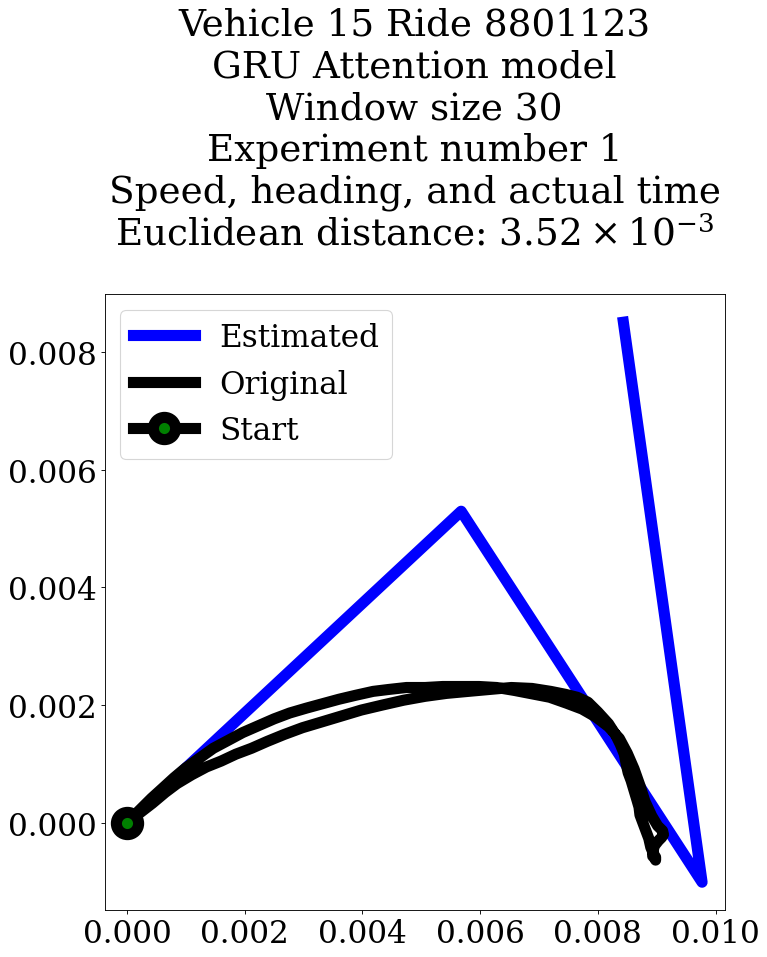 Vehicle 15 Ride 8801123
GRU Attention model
Window size 30
Experiment number 1
Speed, heading, and actual time
Euclidean distance: 3.52 × 10⁻³
Estimated
Original
Start
0.008
0.006
0.004
0.002
0.000
0.000 0.002 0.004 0.006 0.008 0.010